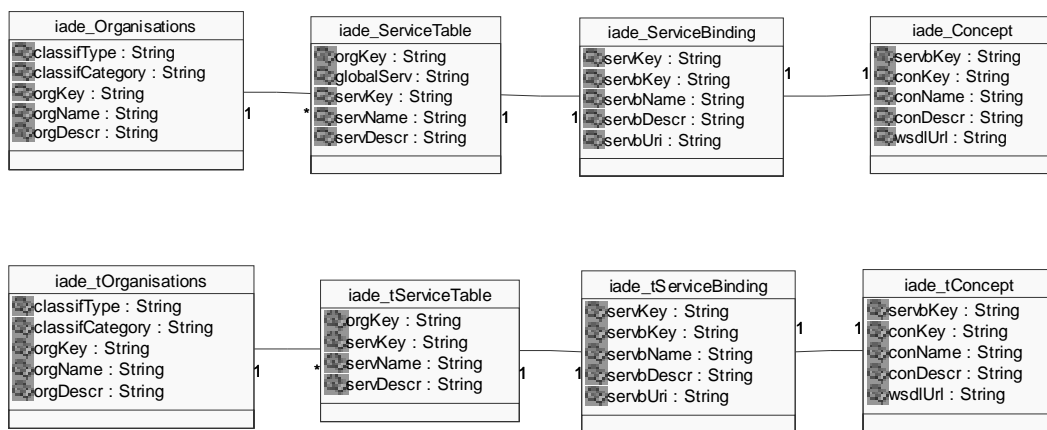 iade_Organisations
classifType : String
classifCategory : String
orgKey : String
orgName : String
orgDescr : String
1
*
iade_ServiceTable
orgKey : String
globalServ : String
servKey : String
servName : String
servDescr : String
1
1
iade_ServiceBinding
servKey : String
servbKey : String
servbName : String
servbDescr : String
servbUri : String
1
1
iade_Concept
servbKey : String
conKey : String
conName : String
conDescr : String
wsdlUrl : String
iade_tOrganisations
classifType : String
classifCategory : String
orgKey : String
orgName : String
orgDescr : String
1
*
iade_tServiceTable
orgKey : String
servKey : String
servName : String
servDescr : String
1
1
iade_tServiceBinding
servKey : String
servbKey : String
servbName : String
servbDescr : String
servbUri : String
1
1
iade_tConcept
servbKey : String
conKey : String
conName : String
conDescr : String
wsdlUrl : String